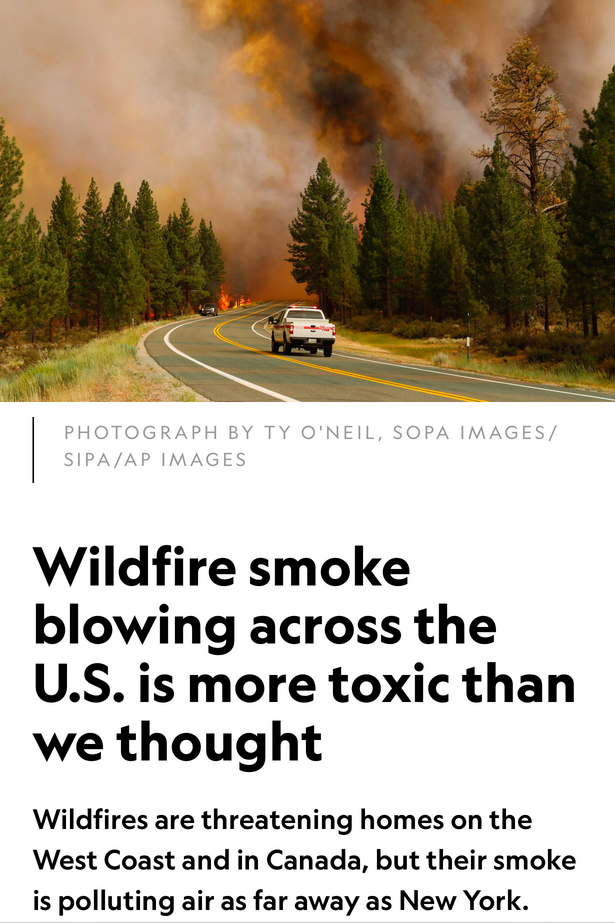 PHOTOGRAPH BY TY O'NEIL, SOPA IMAGES/
SIPA/AP IMAGES
Wildfire smoke
blowing across the
U.S. is more toxic than
we thought
Wildfires are threatening homes on the
West Coast and in Canada, but their smoke
is polluting air as far away as New York.